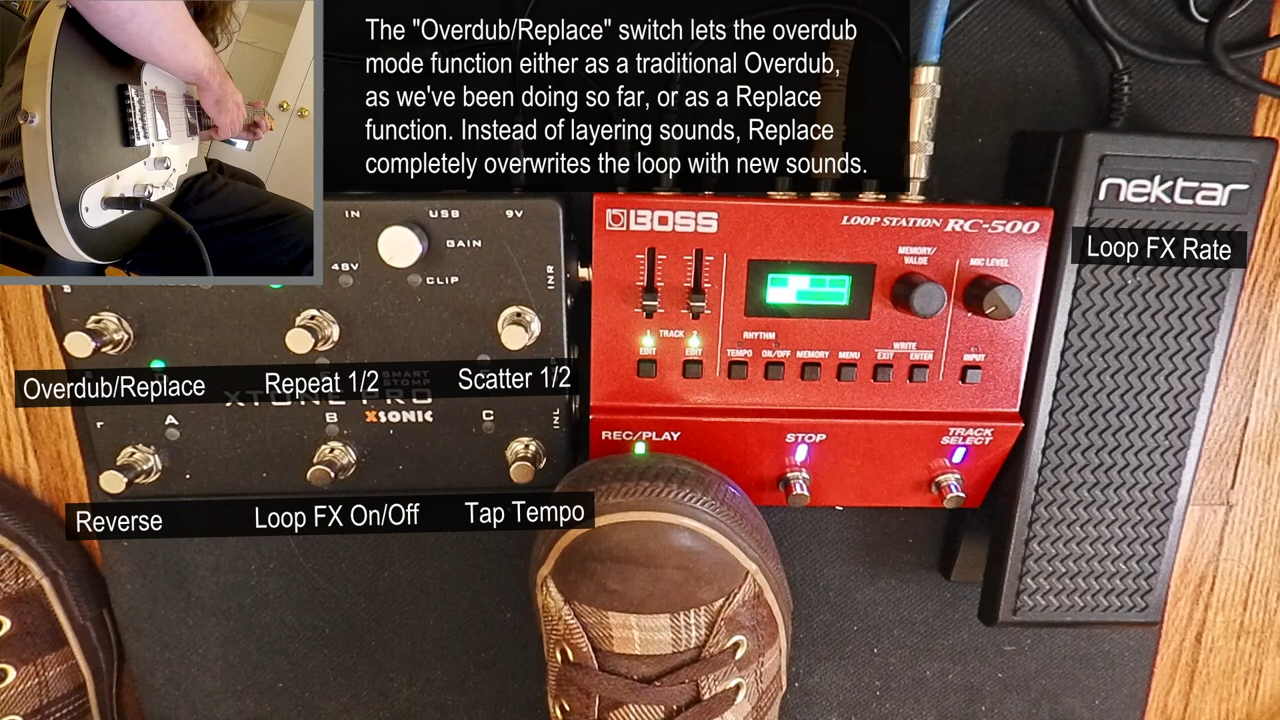 The "Overdub/Replace" switch lets the overdub
mode function either as a traditional Overdub,
as we've been doing so far, or as a Replace
function. Instead of layering sounds, Replace
completely overwrites the loop with new sounds.
IN
USB
9V
GAIN
48V
CLIP
INR
Overdub/Replace
Repeat 1/2
Scatter 1/2
SMART
STOMP
XTONE PRO
XSONIC
A
B
C
INL
Reverse
Loop FX On/Off
Tap Tempo
BOSS
LOOP STATION RC-500
MEMORY/
VALUE
MIC LEVEL
1 TRACK 2
EDIT
EDIT
RHYTHM
TEMPO
ON/OFF
MEMORY
MENU
WRITE
EXIT
ENTER
INPUT
REC/PLAY
STOP
TRACK
SELECT
nektar
Loop FX Rate